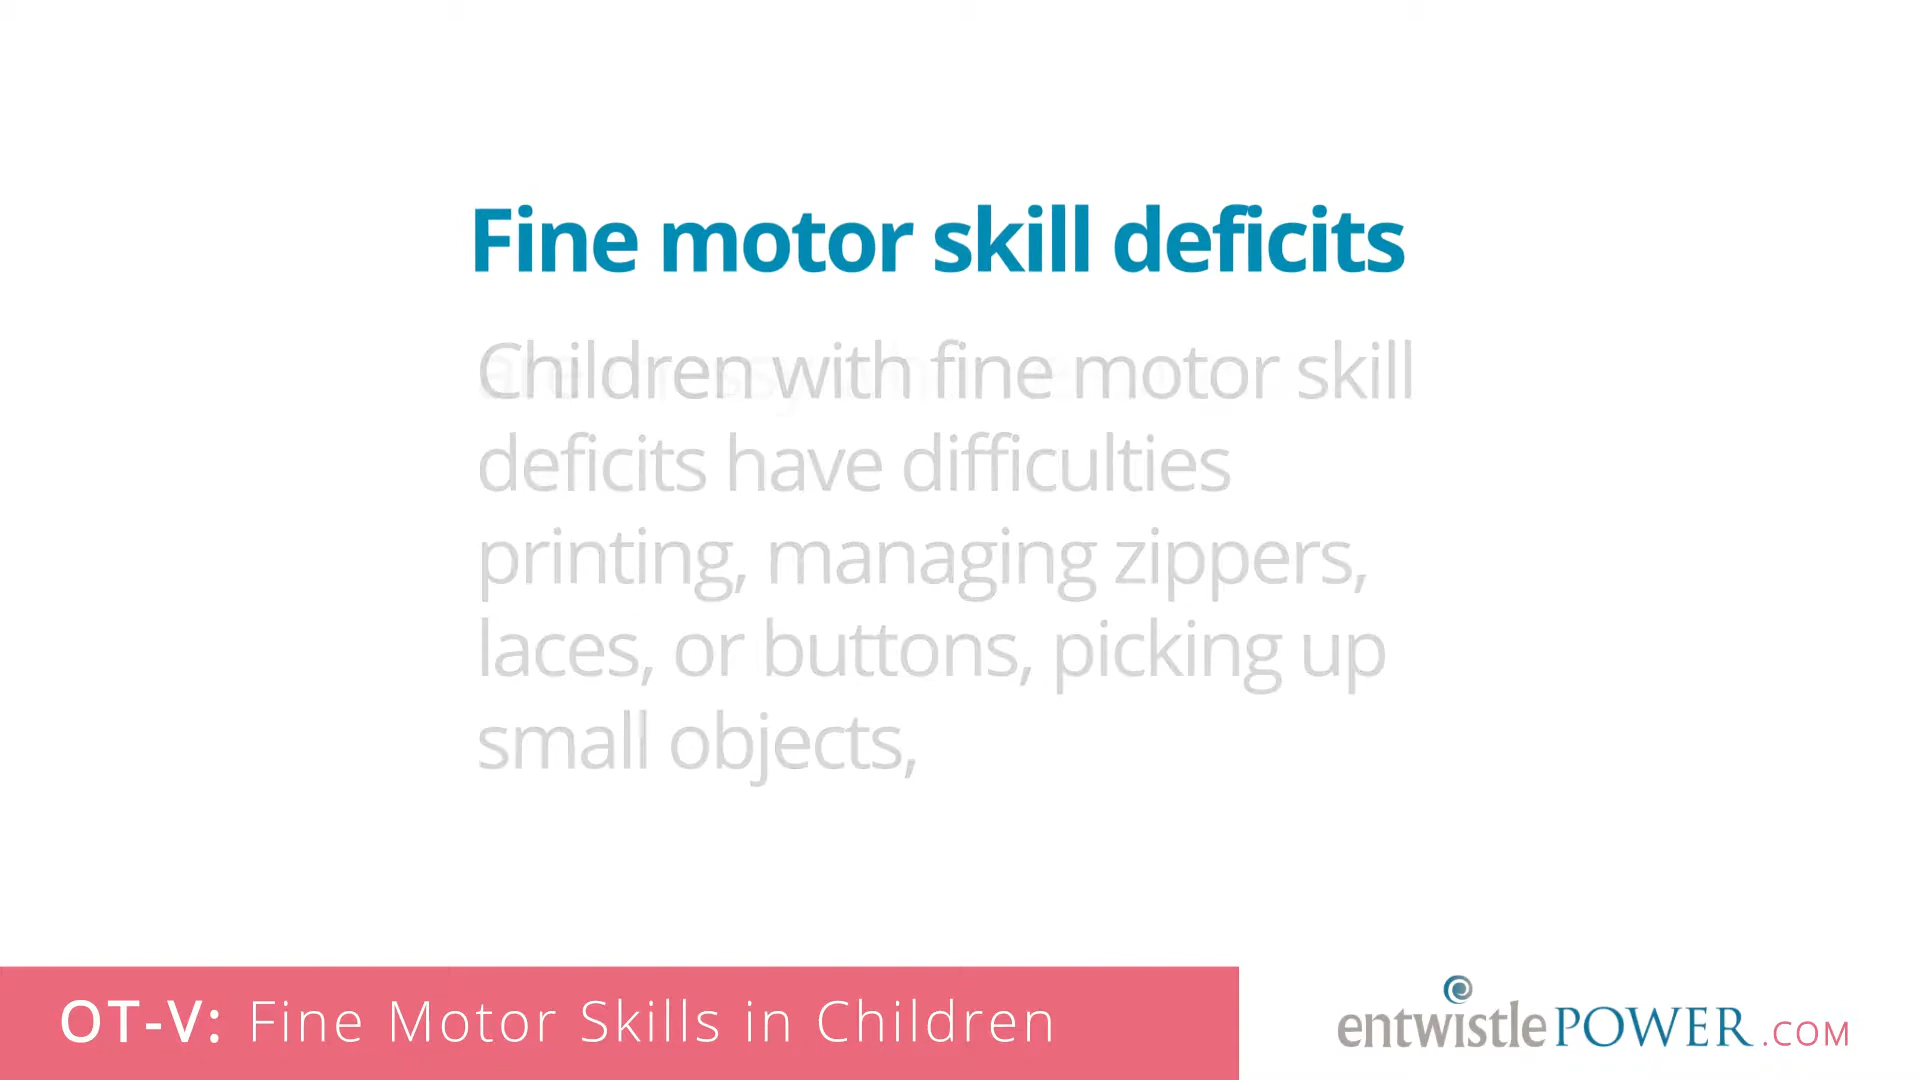 Fine motor skill deficits
Children with fine motor skill
deficits have difficulties
printing, managing zippers,
laces, or buttons, picking up
small objects,
OT-V: Fine Motor Skills in Children
entwistlePOWER.COM